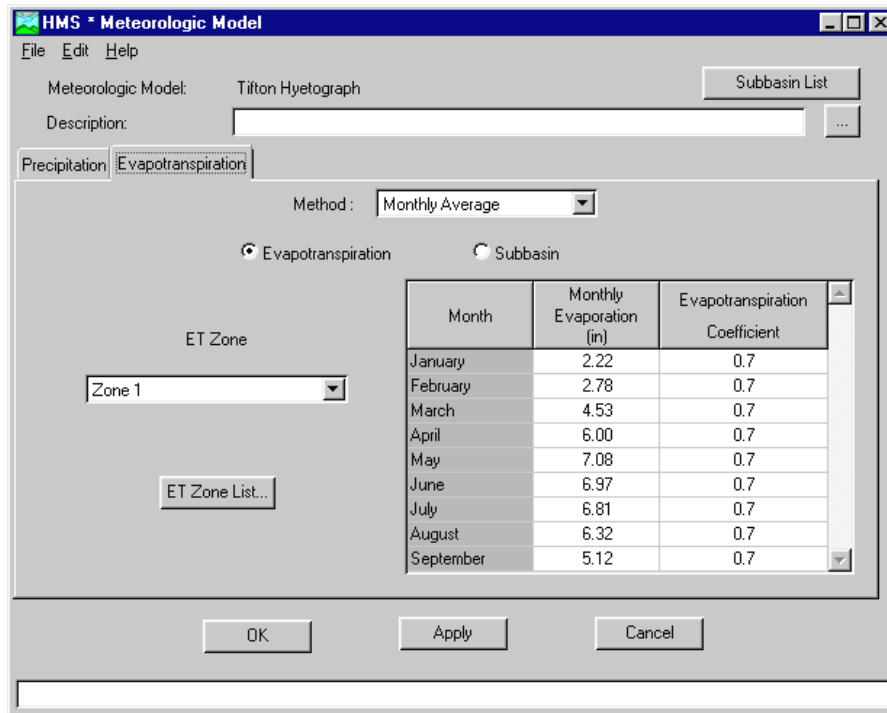 HMS * Meteorologic Model
File Edit Help
Meteorologic Model: Tifton Hyetograph Subbasin List
Description: ...
Precipitation Evapotranspiration
Method : Monthly Average
Evapotranspiration Subbasin
ET Zone
Zone 1
ET Zone List...
Month Monthly Evaporation (in) Evapotranspiration Coefficient
January 2.22 0.7
February 2.78 0.7
March 4.53 0.7
April 6.00 0.7
May 7.08 0.7
June 6.97 0.7
July 6.81 0.7
August 6.32 0.7
September 5.12 0.7
OK Apply Cancel